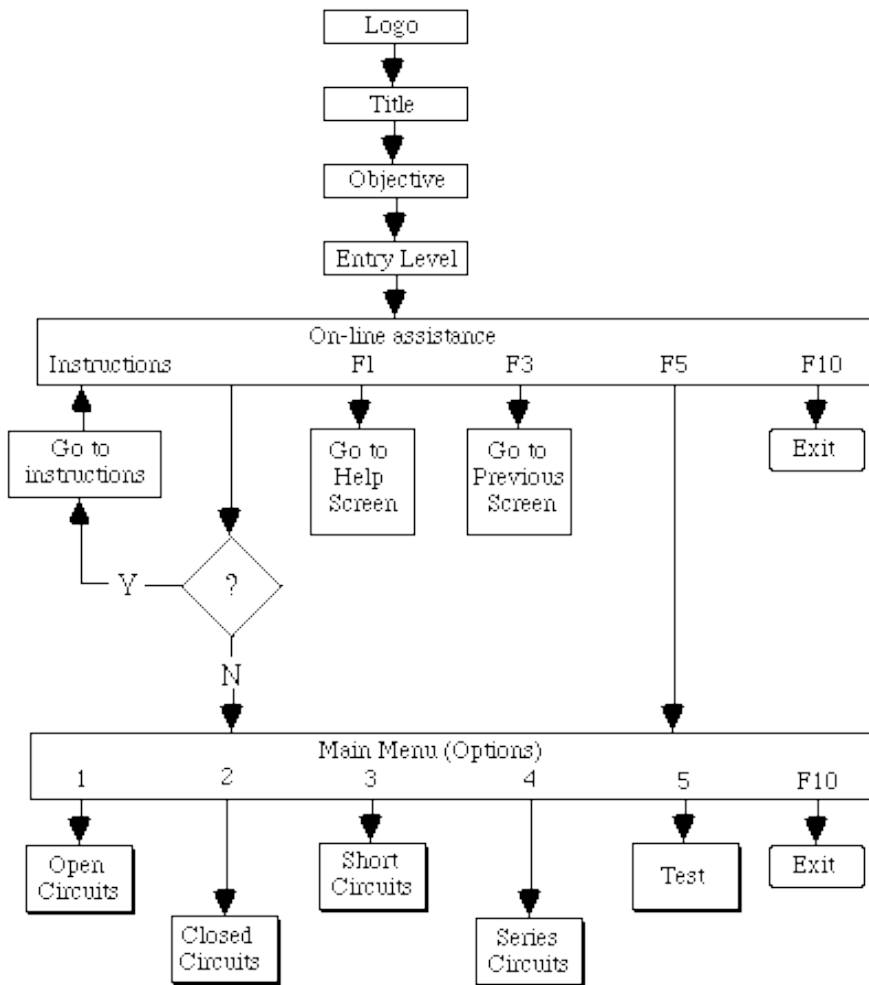 Logo
Title
Objective
Entry Level
On-line assistance
Instructions F1 F3 F5 F10
Go to
instructions
Go to
Help
Screen
Go to
Previous
Screen
Exit
Y
?
N
Main Menu (Options)
1 2 3 4 5 F10
Open
Circuits
Closed
Circuits
Short
Circuits
Series
Circuits
Test
Exit